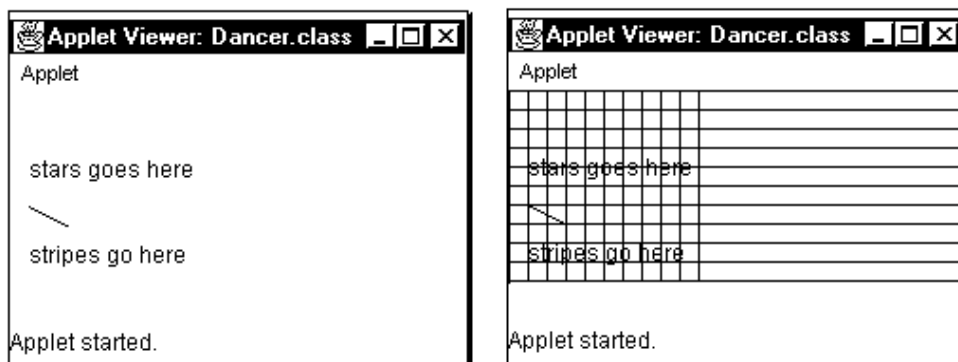 Applet Viewer: Dancer.class
Applet
stars goes here
stripes go here
Applet started.
Applet Viewer: Dancer.class
Applet
stars goes here
stripes go here
Applet started.